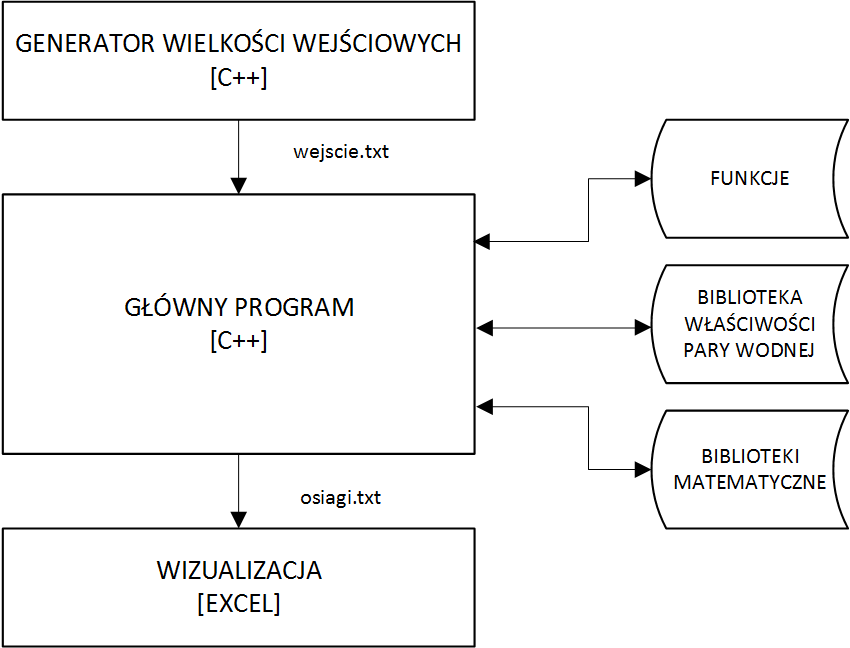 GENERATOR WIELKOŚCI WEJŚCIOWYCH
[C++]
wejscie.txt
FUNKCJE
GŁÓWNY PROGRAM
[C++]
BIBLIOTEKA
WŁAŚCIWOŚCI
PARY WODNEJ
BIBLIOTEKI
MATEMATYCZNE
osiagi.txt
WIZUALIZACJA
[EXCEL]